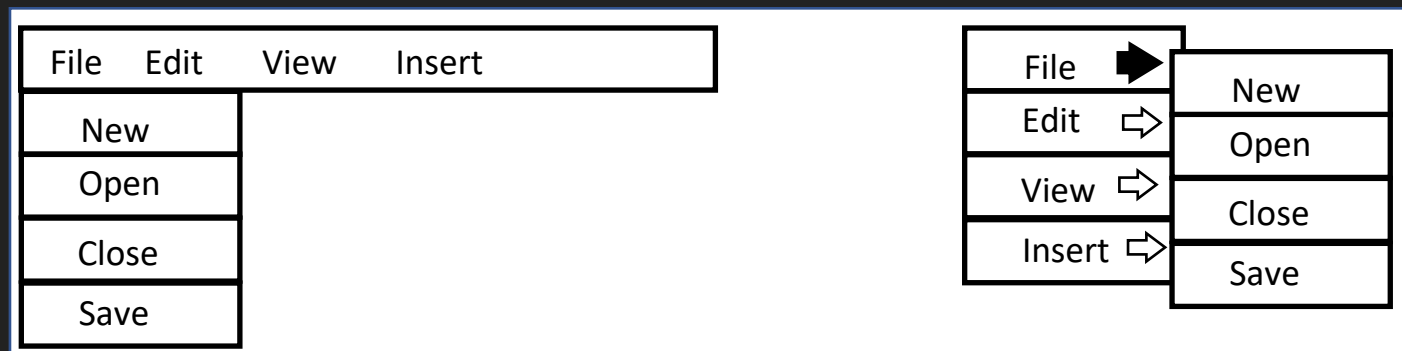 File Edit View Insert
New
Open
Close
Save
File
Edit
View
Insert
New
Open
Close
Save